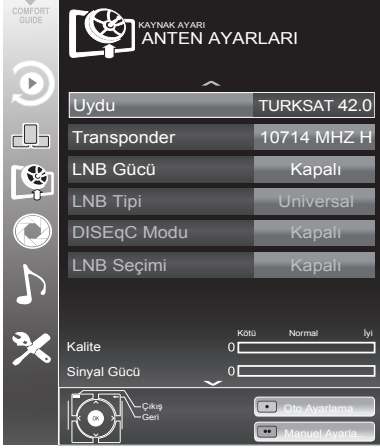 COMFORT
GUIDE
KAYNAK AYARI
ANTEN AYARLARI
Uydu TURKSAT 42.0
Transponder 10714 MHZ H
LNB Gücü Kapalı
LNB Tipi Universal
DISEqC Modu Kapalı
LNB Seçimi Kapalı
Kötü Normal İyi
Kalite 0
Sinyal Gücü 0
Çıkış
Geri
OK
Oto Ayarlama
Manuel Ayarla